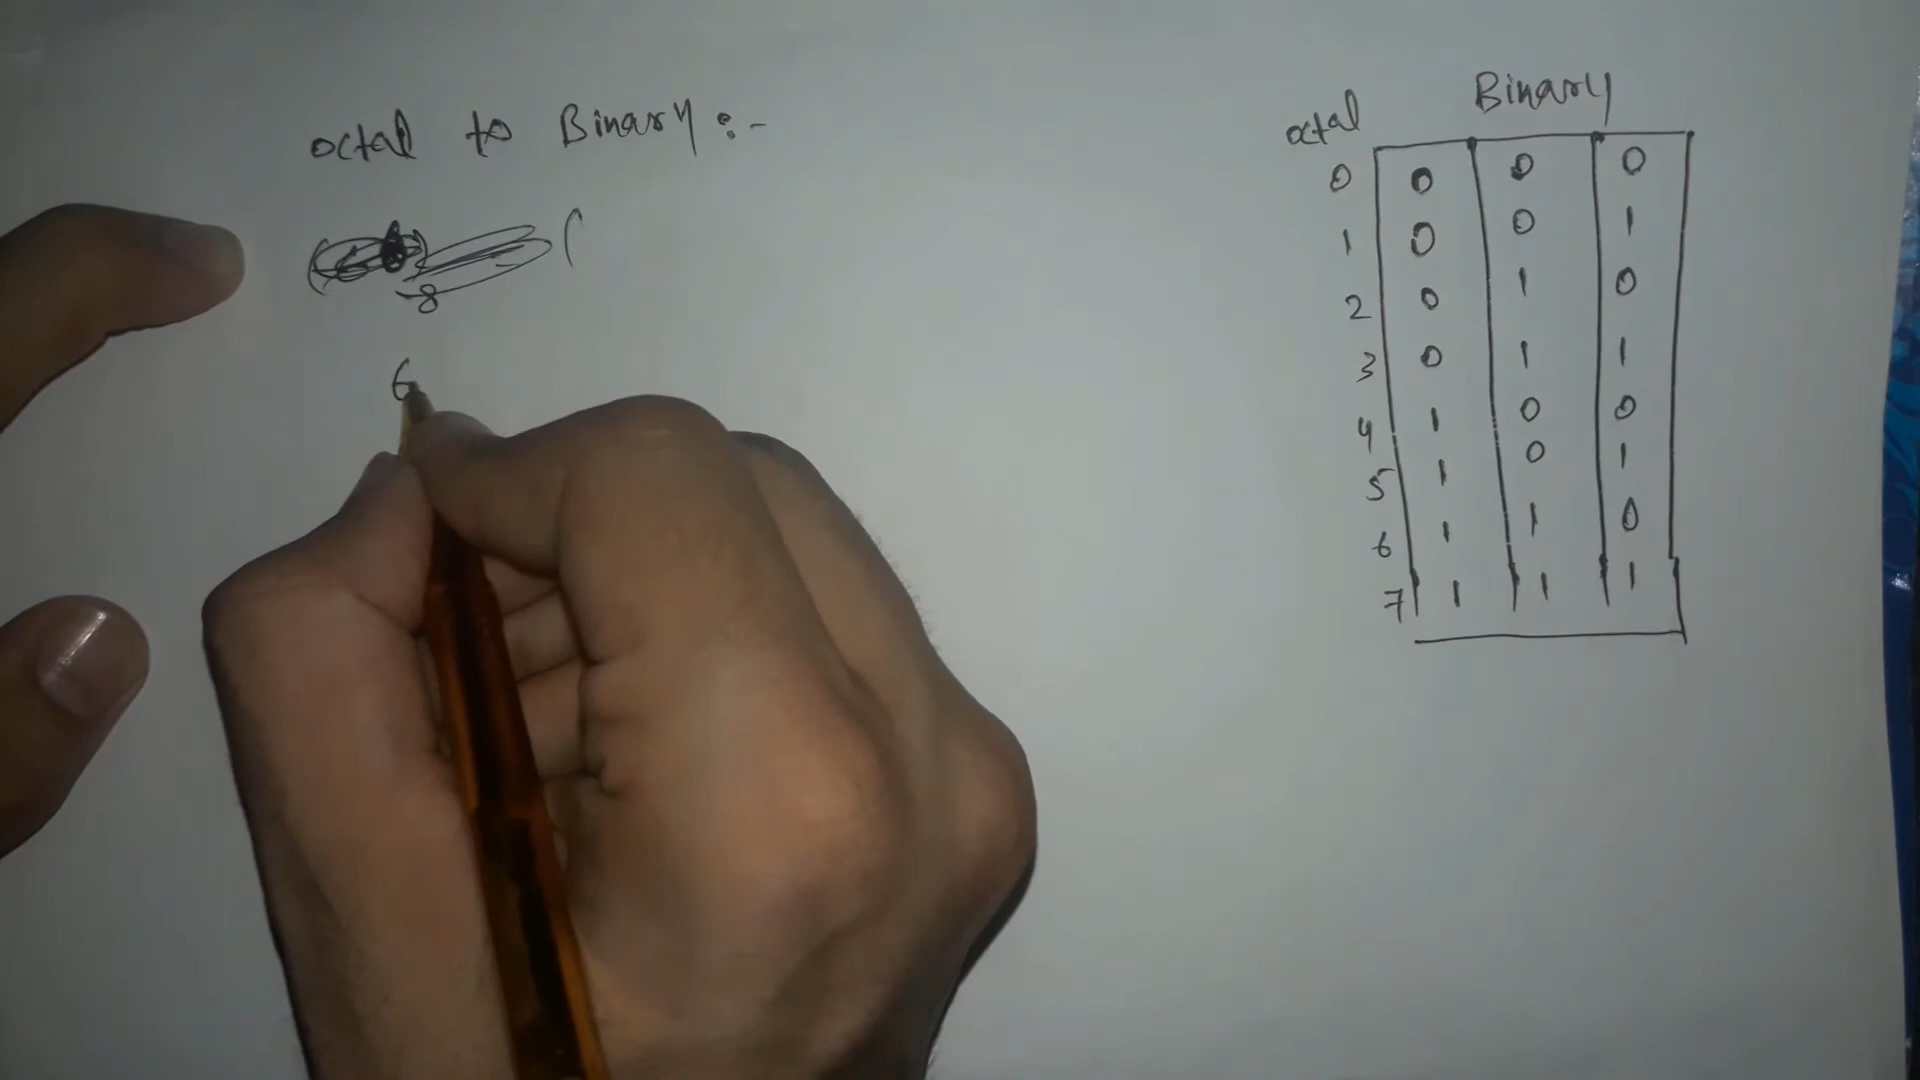 octal to Binary :-
(
8
6
octal Binary
0 0 0 0
1 0 0 1
2 0 1 0
3 0 1 1
4 1 0 0
5 1 0 1
6 1 1 0
7 1 1 1